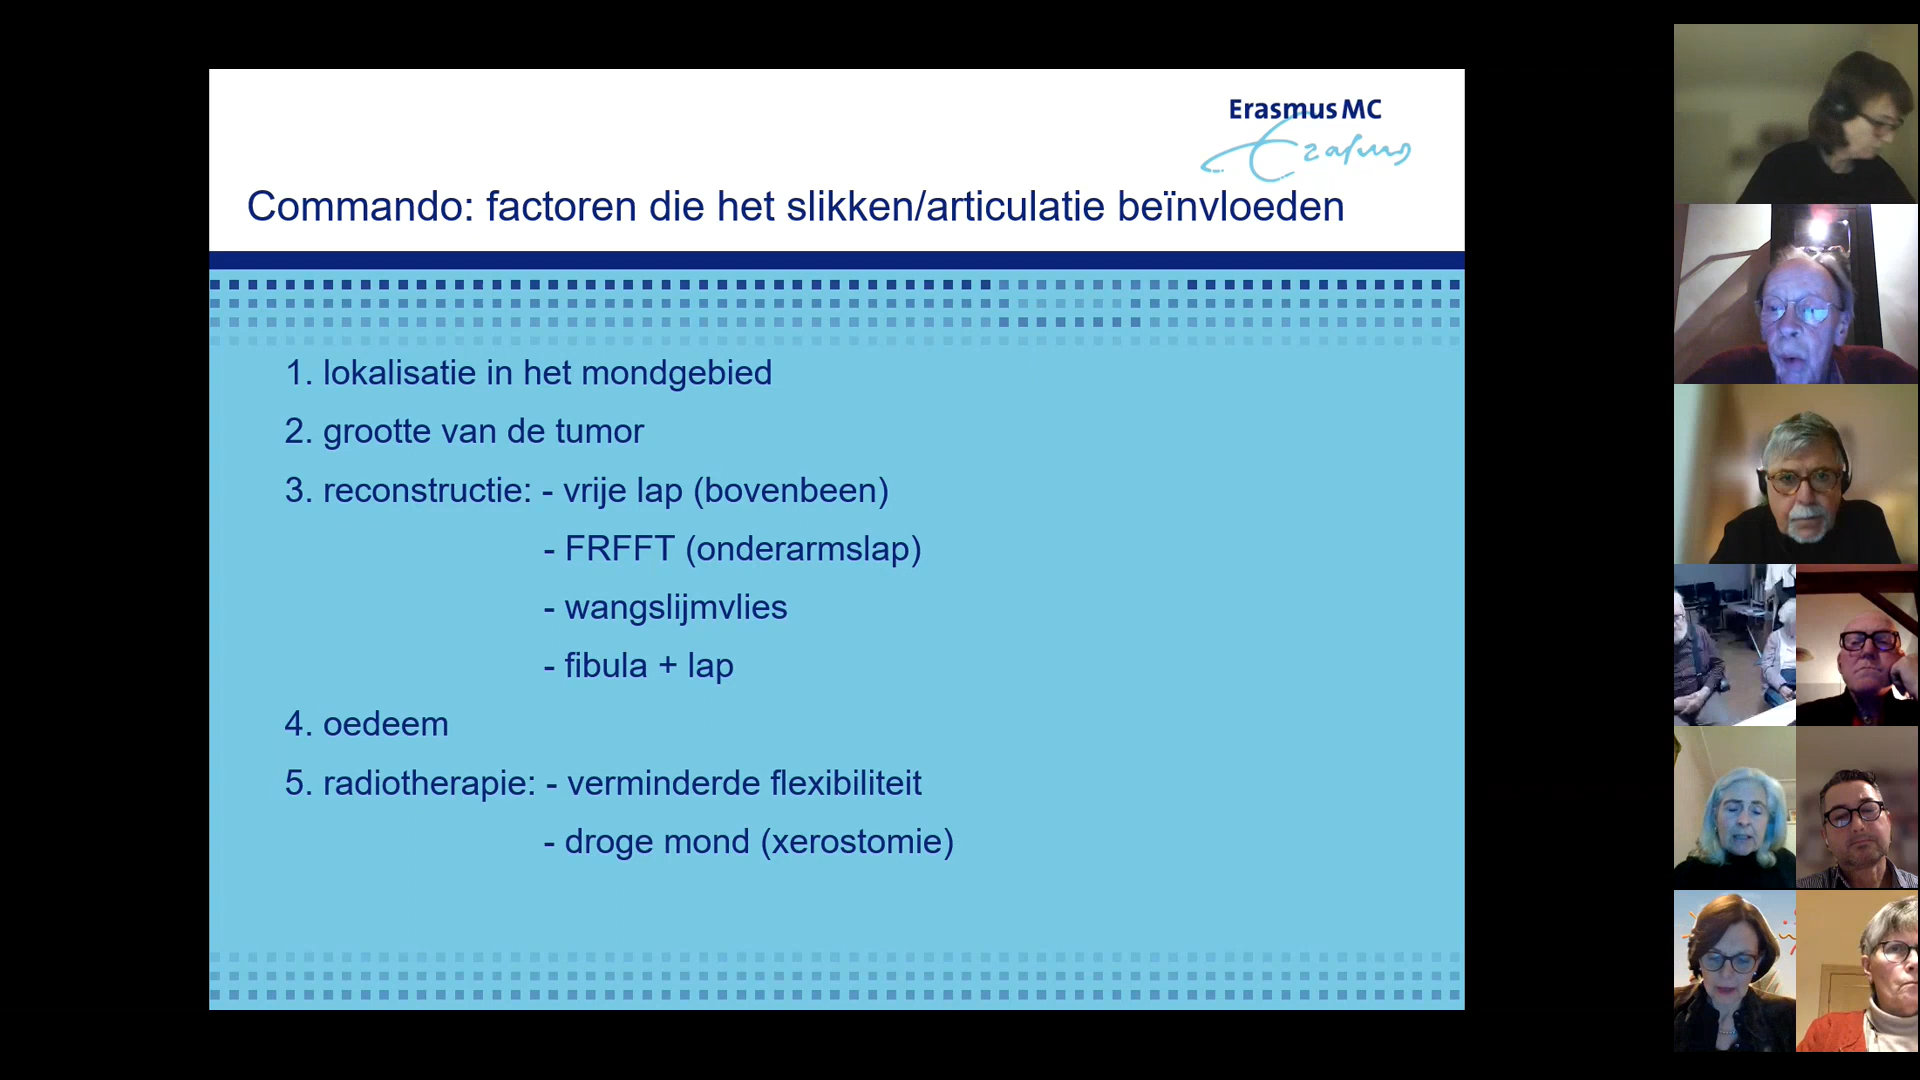 Erasmus MC
Erasmus
Commando: factoren die het slikken/articulatie beïnvloeden
1. lokalisatie in het mondgebied
2. grootte van de tumor
3. reconstructie: - vrije lap (bovenbeen)
- FRFFT (onderarmslap)
- wangslijmvlies
- fibula + lap
4. oedeem
5. radiotherapie: - verminderde flexibiliteit
- droge mond (xerostomie)